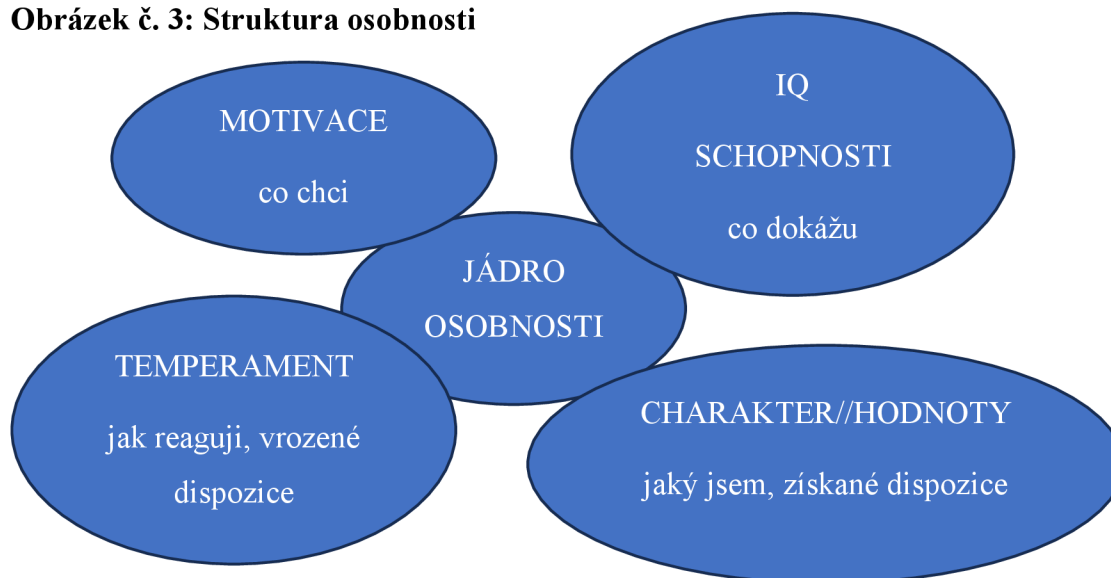 Obrázek č. 3: Struktura osobnosti
MOTIVACE
co chci
IQ
SCHOPNOSTI
co dokážu
JÁDRO
OSOBNOSTI
TEMPERAMENT
jak reaguji, vrozené
dispozice
CHARAKTER//HODNOTY
jaký jsem, získané dispozice